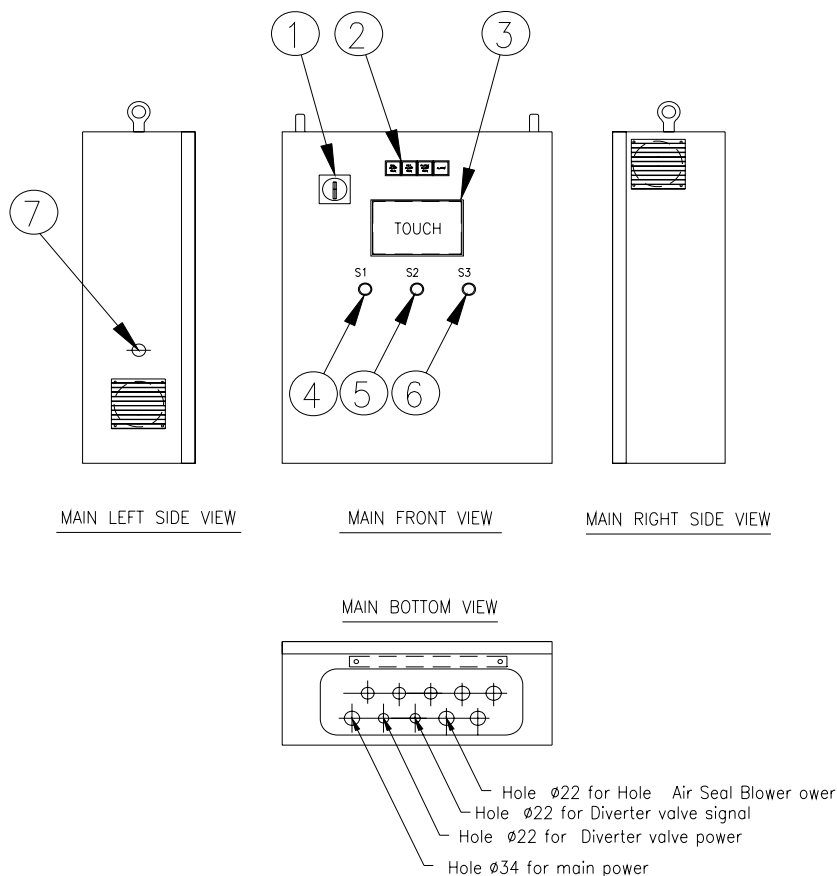 1 2 3
7
TOUCH
S1 S2 S3
4 5 6
MAIN LEFT SIDE VIEW MAIN FRONT VIEW MAIN RIGHT SIDE VIEW
MAIN BOTTOM VIEW
Hole ø22 for Hole Air Seal Blower ower
Hole ø22 for Diverter valve signal
Hole ø22 for Diverter valve power
Hole ø34 for main power